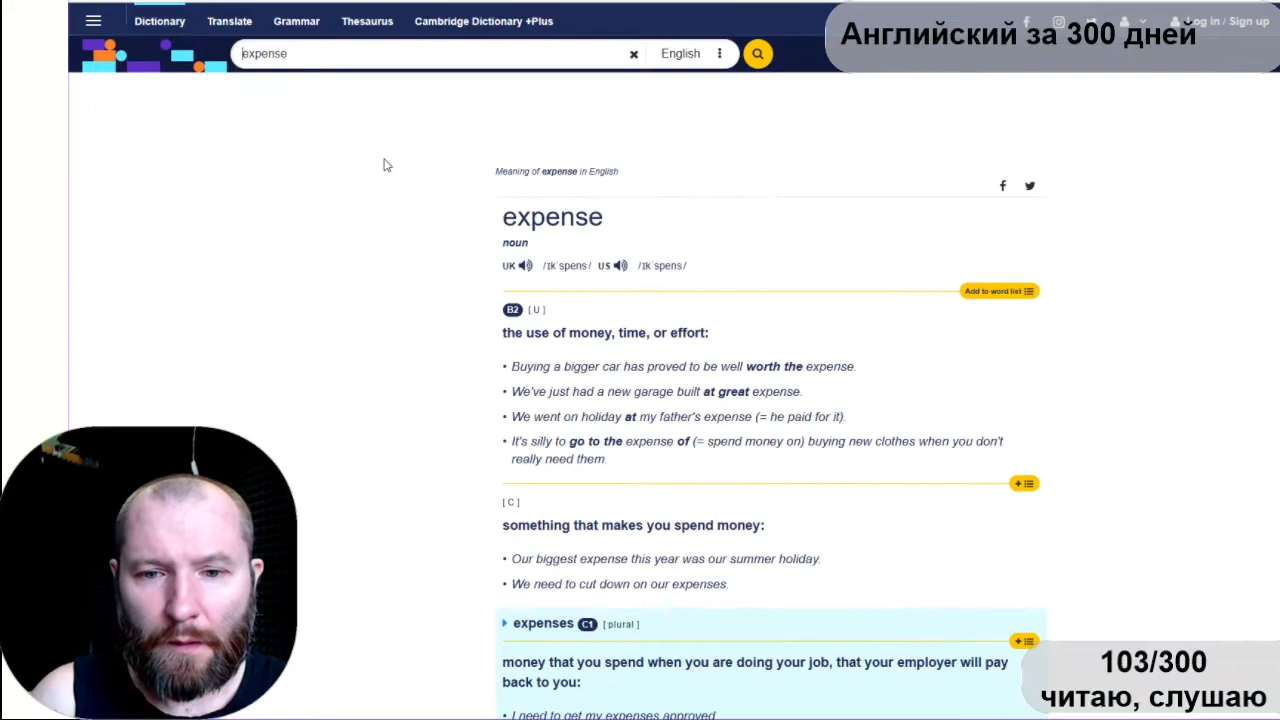 Dictionary Translate Grammar Thesaurus Cambridge Dictionary +Plus
Log in / Sign up
Английский за 300 дней
expense
English
Meaning of expense in English
expense
noun
UK /ɪkˈspens/ US /ɪkˈspens/
Add to word list
B2 [ U ]
the use of money, time, or effort:
• Buying a bigger car has proved to be well worth the expense.
• We've just had a new garage built at great expense.
• We went on holiday at my father's expense (= he paid for it).
• It's silly to go to the expense of (= spend money on) buying new clothes when you don't
really need them.
[ C ]
something that makes you spend money:
• Our biggest expense this year was our summer holiday.
• We need to cut down on our expenses.
expenses C1 [ plural ]
money that you spend when you are doing your job, that your employer will pay
back to you:
• I need to get my expenses approved.
103/300
читаю, слушаю